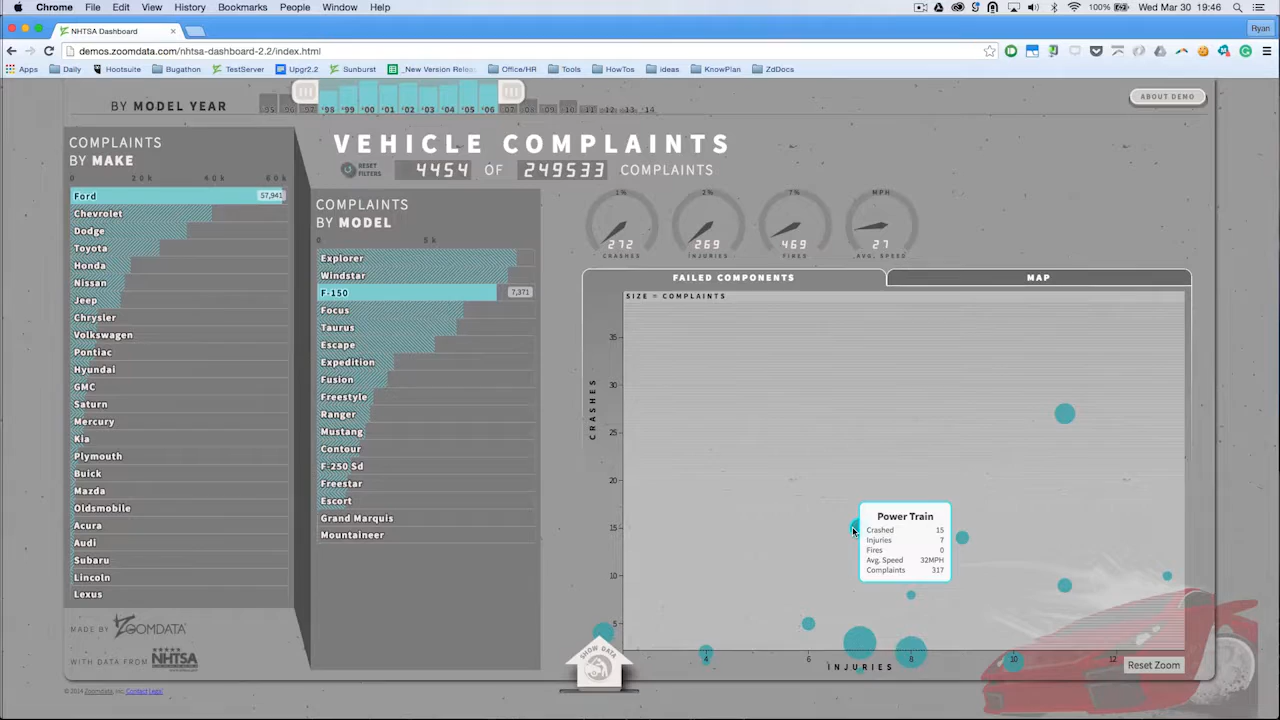 Chrome File Edit View History Bookmarks People Window Help 100% Wed Mar 30 19:46
NHTSA Dashboard Ryan
demos.zoomdata.com/nhtsa-dashboard-2.2/index.html
Apps Daily Hootsuite Bugathon TestServer Upgr2.2 Sunburst _New Version Releas Office/HR Tools HowTos Ideas KnowPlan ZdDocs
BY MODEL YEAR
'98 '99 '00 '01 '02 '03 '04 '05 '06
ABOUT DEMO
COMPLAINTS
BY MAKE
0 20k 40k 60k
Ford 57,941
Chevrolet
Dodge
Toyota
Honda
Nissan
Jeep
Chrysler
Volkswagen
Pontiac
Hyundai
GMC
Saturn
Mercury
Kia
Plymouth
Buick
Mazda
Oldsmobile
Acura
Audi
Subaru
Lincoln
Lexus
MADE BY ZOOMDATA
WITH DATA FROM NHTSA
© 2014 Zoomdata, Inc. Contact Legal
VEHICLE COMPLAINTS
RESET
FILTERS
4454 OF 249533 COMPLAINTS
COMPLAINTS
BY MODEL
0 5k
Explorer
Windstar
F-150 7,371
Focus
Taurus
Escape
Expedition
Fusion
Freestyle
Ranger
Mustang
Contour
F-250 Sd
Freestar
Escort
Grand Marquis
Mountaineer
1% 2% 7% MPH
272 269 469 27
CRASHES INJURIES FIRES AVG. SPEED
FAILED COMPONENTS MAP
SIZE = COMPLAINTS
CRASHES
35
30
25
20
15
10
5
Power Train
Crashed 15
Injuries 7
Fires 0
Avg. Speed 32MPH
Complaints 317
4 6 8 10 12
INJURIES
Reset Zoom
SHOW DATA